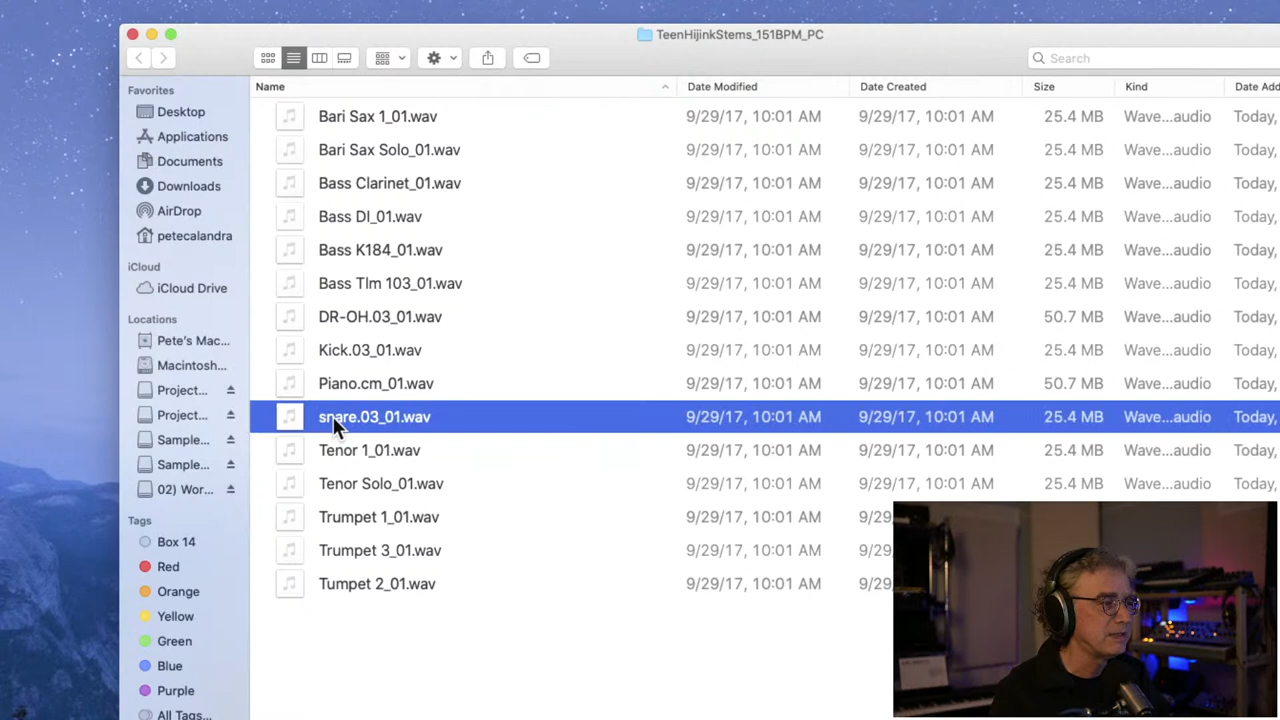 TeenHijinkStems_151BPM_PC
Search
Favorites
Desktop
Applications
Documents
Downloads
AirDrop
petecalandra
iCloud
iCloud Drive
Locations
Pete's Mac...
Macintosh...
Project...
Project...
Sample...
Sample...
02) Wor...
Tags
Box 14
Red
Orange
Yellow
Green
Blue
Purple
All Tags...
Name Date Modified Date Created Size Kind Date Add
Bari Sax 1_01.wav 9/29/17, 10:01 AM 9/29/17, 10:01 AM 25.4 MB Wave...audio Today,
Bari Sax Solo_01.wav 9/29/17, 10:01 AM 9/29/17, 10:01 AM 25.4 MB Wave...audio Today,
Bass Clarinet_01.wav 9/29/17, 10:01 AM 9/29/17, 10:01 AM 25.4 MB Wave...audio Today,
Bass DI_01.wav 9/29/17, 10:01 AM 9/29/17, 10:01 AM 25.4 MB Wave...audio Today,
Bass K184_01.wav 9/29/17, 10:01 AM 9/29/17, 10:01 AM 25.4 MB Wave...audio Today,
Bass Tlm 103_01.wav 9/29/17, 10:01 AM 9/29/17, 10:01 AM 25.4 MB Wave...audio Today,
DR-OH.03_01.wav 9/29/17, 10:01 AM 9/29/17, 10:01 AM 50.7 MB Wave...audio Today,
Kick.03_01.wav 9/29/17, 10:01 AM 9/29/17, 10:01 AM 25.4 MB Wave...audio Today,
Piano.cm_01.wav 9/29/17, 10:01 AM 9/29/17, 10:01 AM 50.7 MB Wave...audio Today,
snare.03_01.wav 9/29/17, 10:01 AM 9/29/17, 10:01 AM 25.4 MB Wave...audio Today,
Tenor 1_01.wav 9/29/17, 10:01 AM 9/29/17, 10:01 AM 25.4 MB Wave...audio Today,
Tenor Solo_01.wav 9/29/17, 10:01 AM 9/29/17, 10:01 AM 25.4 MB Wave...audio Today,
Trumpet 1_01.wav 9/29/17, 10:01 AM 9/29
Trumpet 3_01.wav 9/29/17, 10:01 AM 9/29
Tumpet 2_01.wav 9/29/17, 10:01 AM 9/29